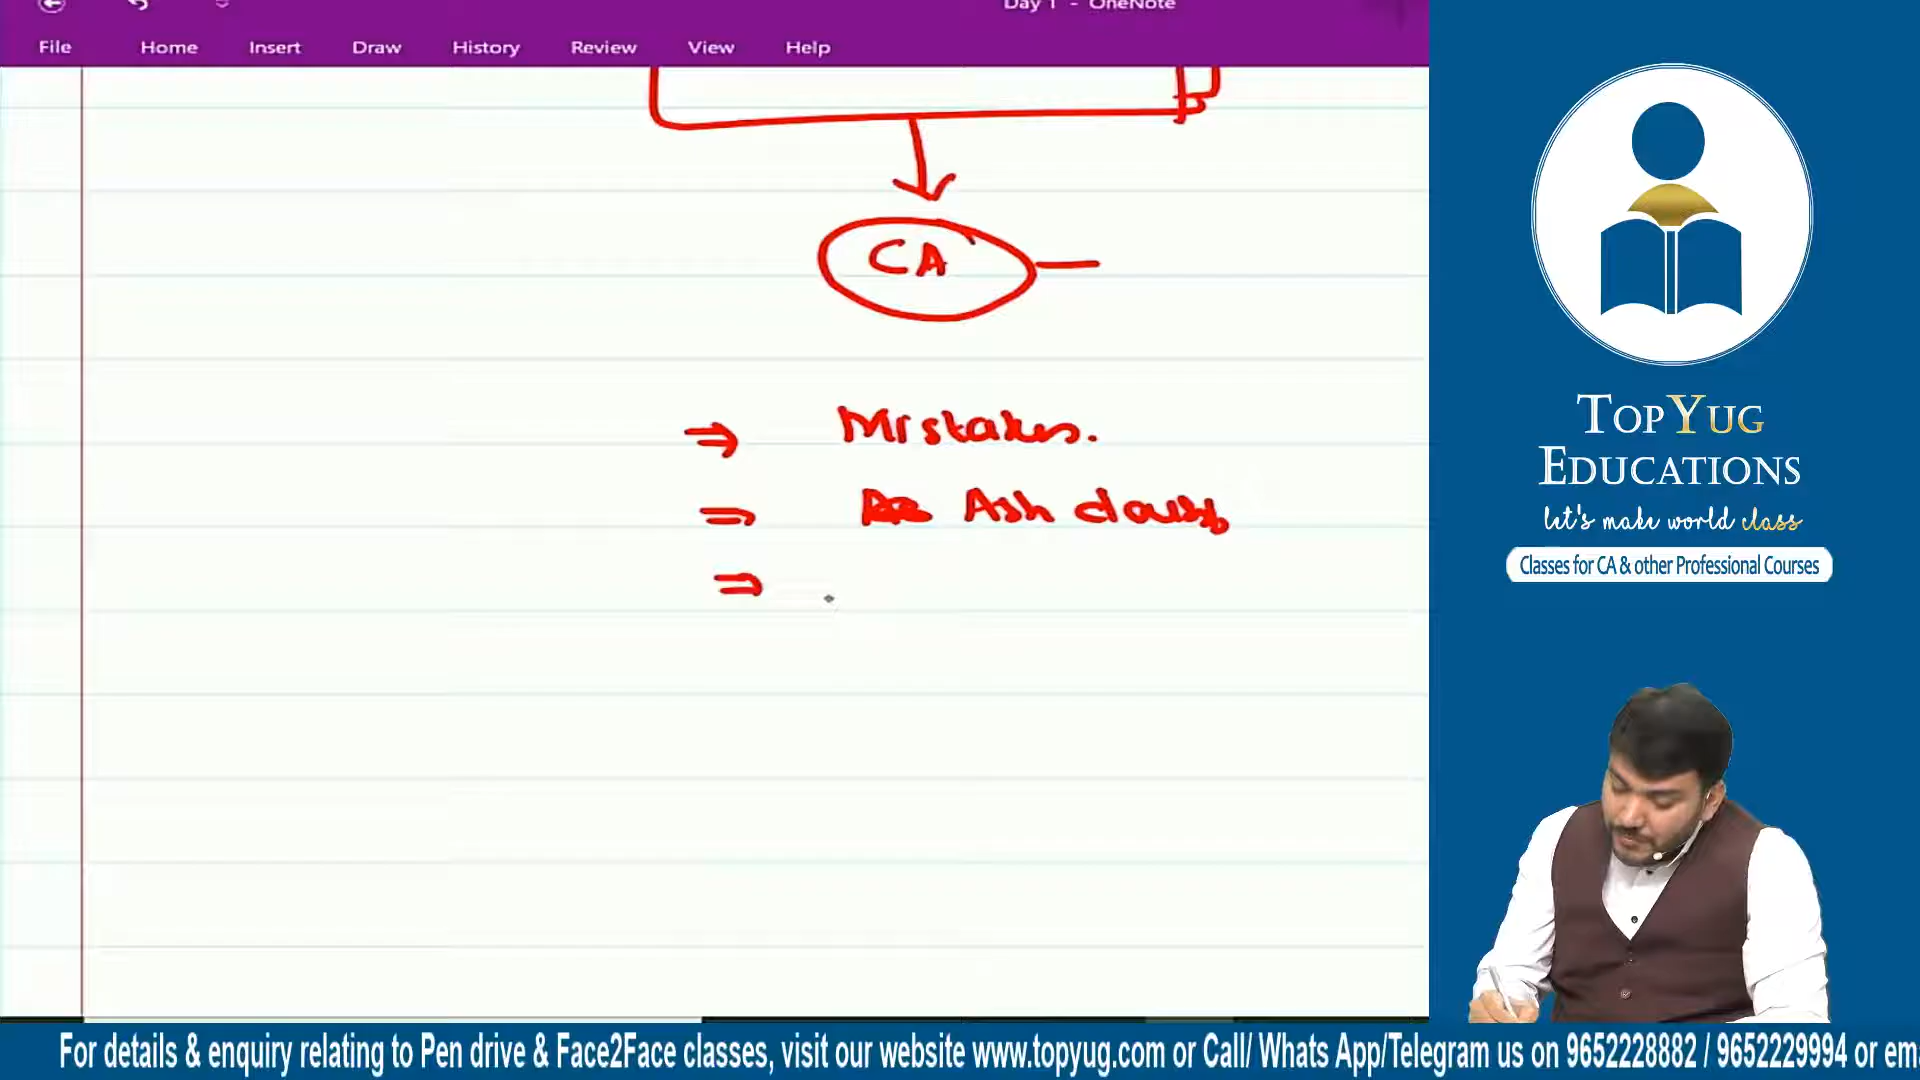 Day 1 - OneNote
File Home Insert Draw History Review View Help
CA
⇒ Mistakes.
⇒ Ask doubts
⇒
TOPYUG
EDUCATIONS
let's make world class
Classes for CA & other Professional Courses
For details & enquiry relating to Pen drive & Face2Face classes, visit our website www.topyug.com or Call/ Whats App/Telegram us on 9652228882 / 9652229994 or